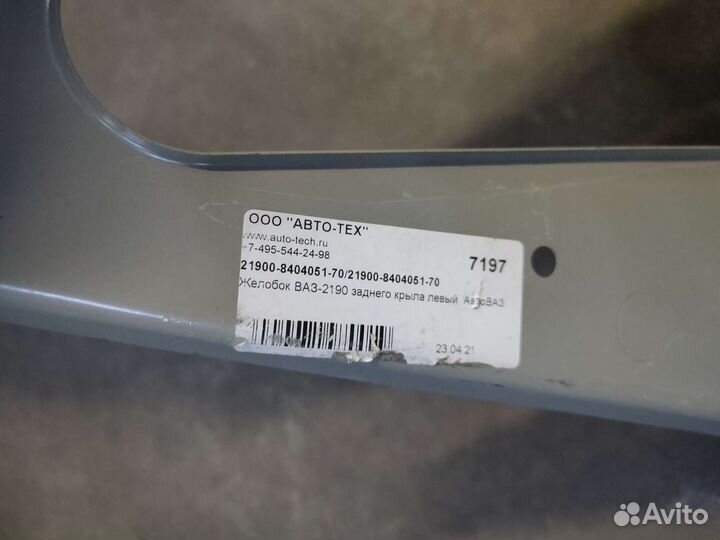 ООО "АВТО-ТЕХ"
www.auto-tech.ru
+7-495-544-24-98
7197
21900-8404051-70/21900-8404051-70
Желобок ВАЗ-2190 заднего крыла левый АвтоВАЗ
23.04.21
Avito